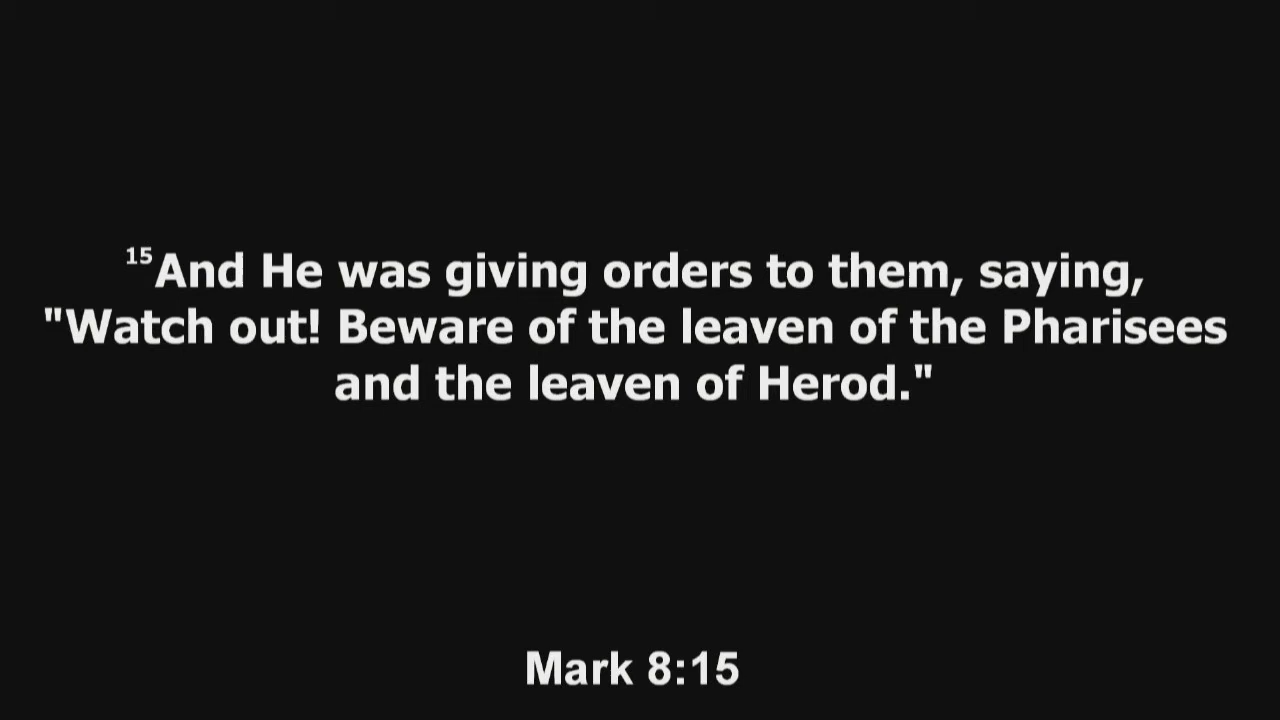 15And He was giving orders to them, saying,
"Watch out! Beware of the leaven of the Pharisees
and the leaven of Herod."
Mark 8:15